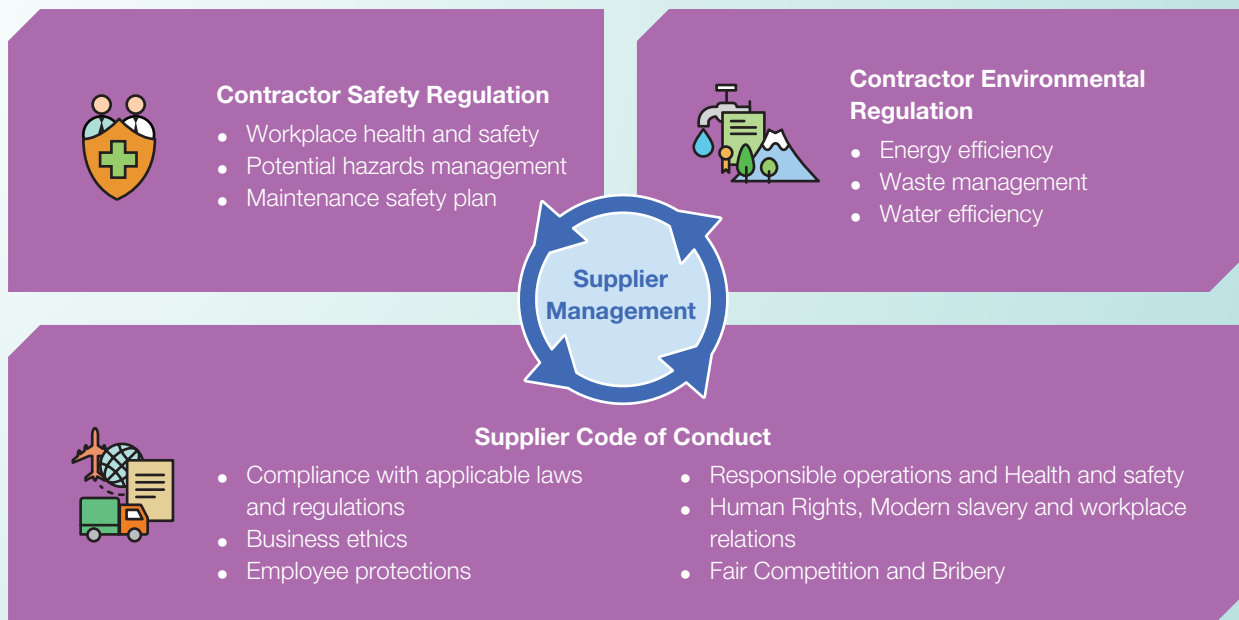 Contractor Safety Regulation
• Workplace health and safety
• Potential hazards management
• Maintenance safety plan
Contractor Environmental
Regulation
• Energy efficiency
• Waste management
• Water efficiency
Supplier
Management
Supplier Code of Conduct
• Compliance with applicable laws
and regulations
• Business ethics
• Employee protections
• Responsible operations and Health and safety
• Human Rights, Modern slavery and workplace
relations
• Fair Competition and Bribery